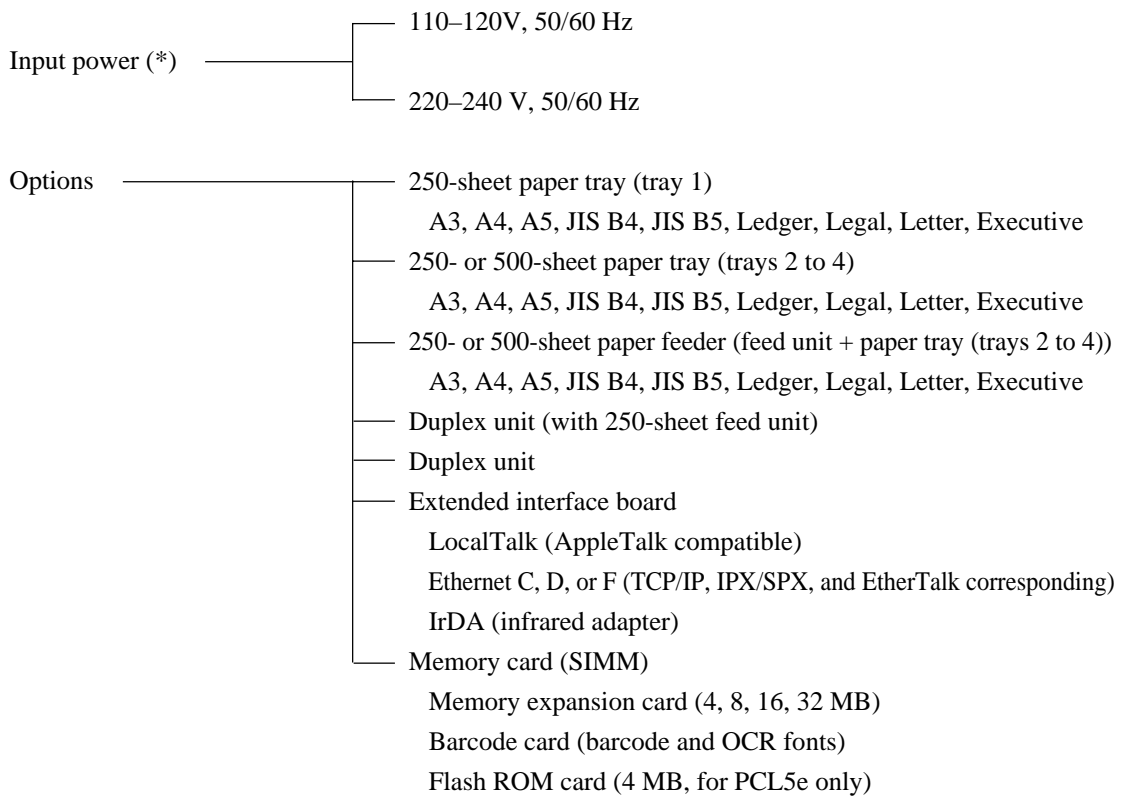 110–120V, 50/60 Hz
Input power (*)
220–240 V, 50/60 Hz
Options
250-sheet paper tray (tray 1)
A3, A4, A5, JIS B4, JIS B5, Ledger, Legal, Letter, Executive
250- or 500-sheet paper tray (trays 2 to 4)
A3, A4, A5, JIS B4, JIS B5, Ledger, Legal, Letter, Executive
250- or 500-sheet paper feeder (feed unit + paper tray (trays 2 to 4))
A3, A4, A5, JIS B4, JIS B5, Ledger, Legal, Letter, Executive
Duplex unit (with 250-sheet feed unit)
Duplex unit
Extended interface board
LocalTalk (AppleTalk compatible)
Ethernet C, D, or F (TCP/IP, IPX/SPX, and EtherTalk corresponding)
IrDA (infrared adapter)
Memory card (SIMM)
Memory expansion card (4, 8, 16, 32 MB)
Barcode card (barcode and OCR fonts)
Flash ROM card (4 MB, for PCL5e only)